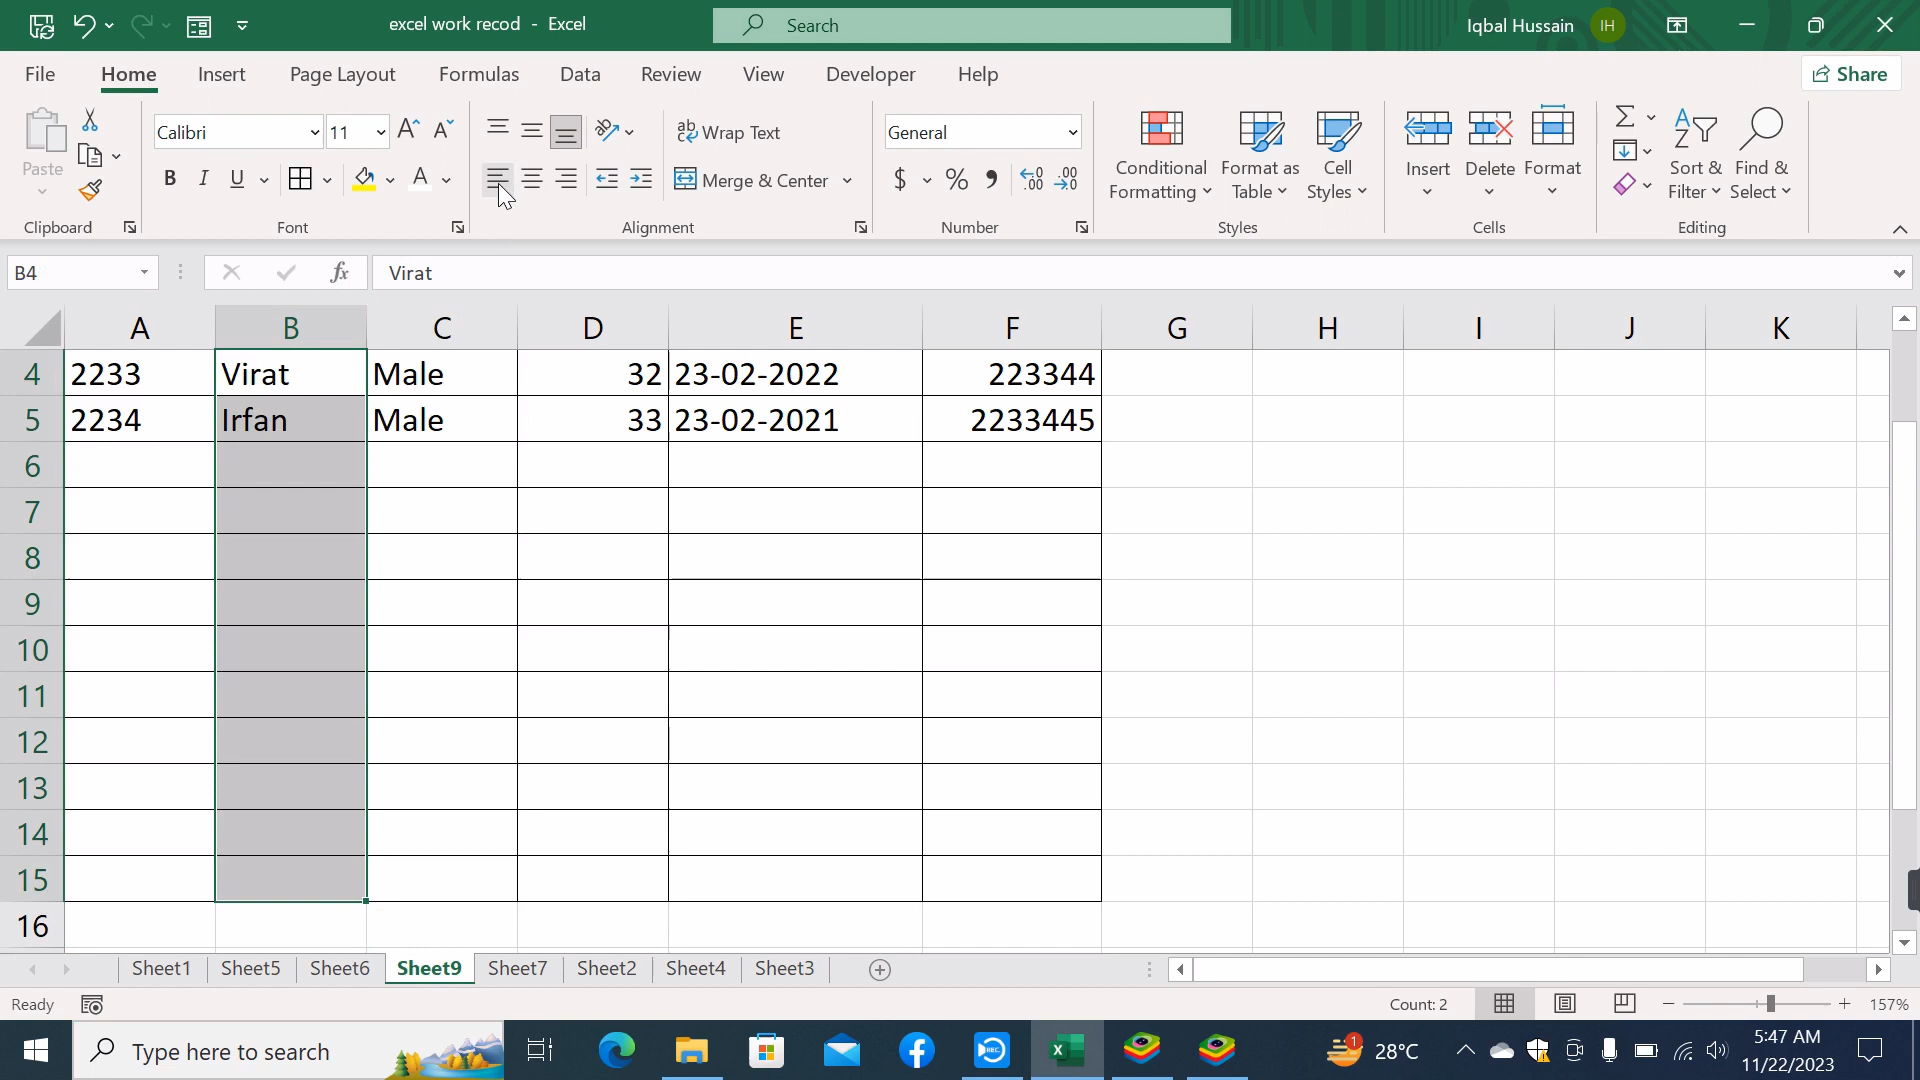 excel work recod - Excel
Search
Iqbal Hussain IH
File Home Insert Page Layout Formulas Data Review View Developer Help Share
Paste
Clipboard
Calibri 11
B I U
Font
ab Wrap Text
Merge & Center
Alignment
General
$ % 9
Number
Conditional Formatting
Format as Table
Cell Styles
Styles
Insert Delete Format
Cells
Sort & Filter
Find & Select
Editing
B4 fx Virat
A B C D E F G H I J K
4 2233 Virat Male 32 23-02-2022 223344
5 2234 Irfan Male 33 23-02-2021 2233445
6
7
8
9
10
11
12
13
14
15
16
Sheet1 Sheet5 Sheet6 Sheet9 Sheet7 Sheet2 Sheet4 Sheet3
Ready Count: 2 157%
Type here to search
REC
1 28°C
5:47 AM
11/22/2023